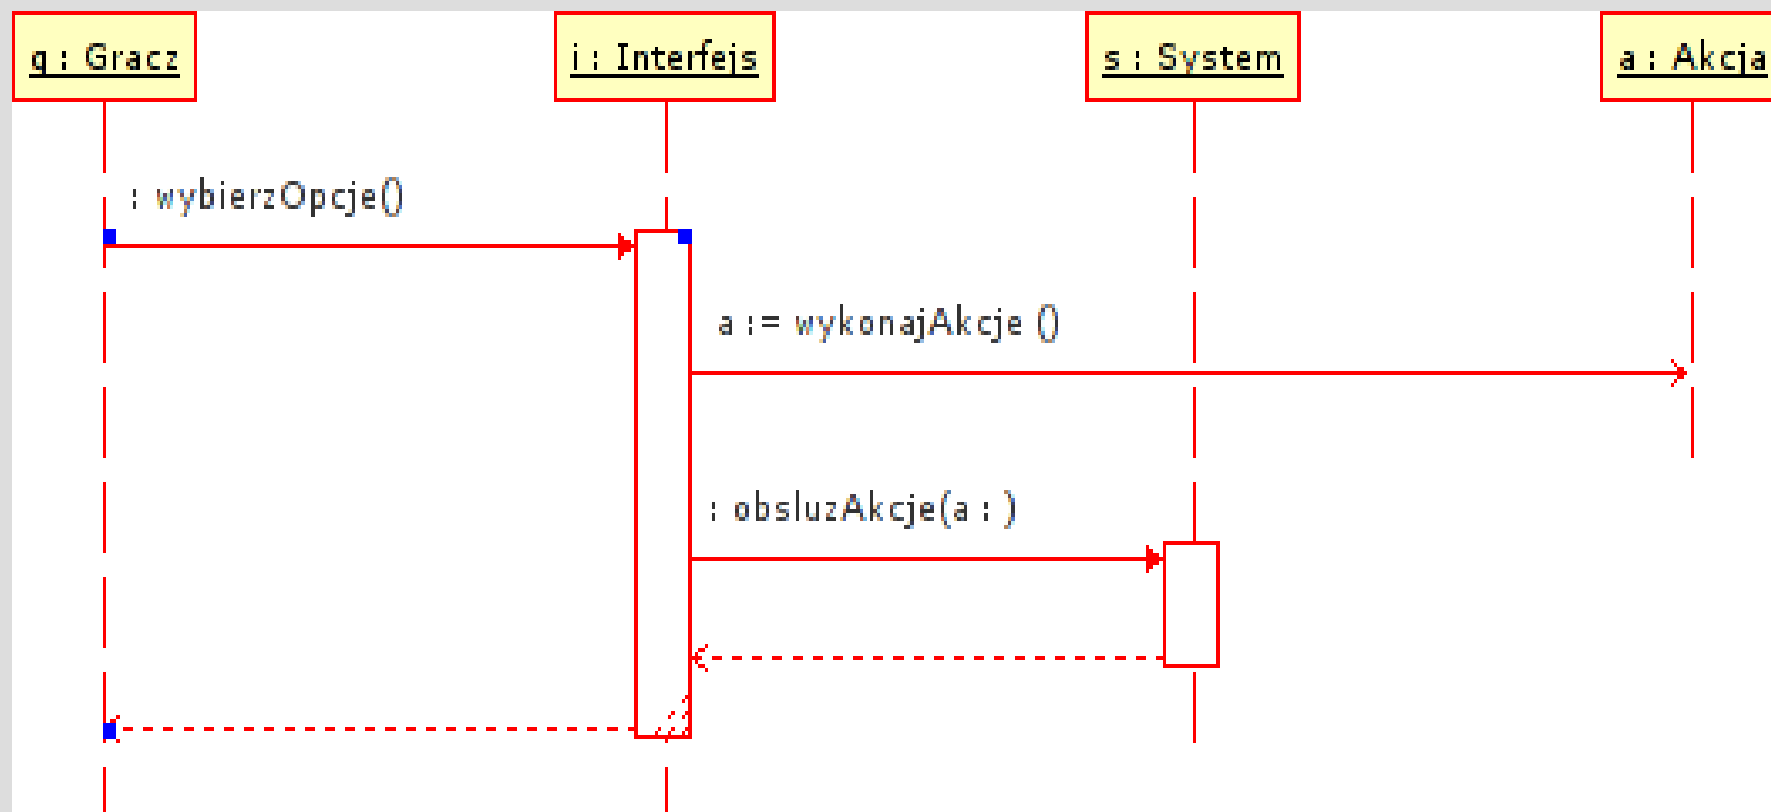 g : Gracz
i : Interfejs
s : System
a : Akcja
: wybierzOpcje()
a := wykonajAkcje ()
: obsluzAkcje(a : )